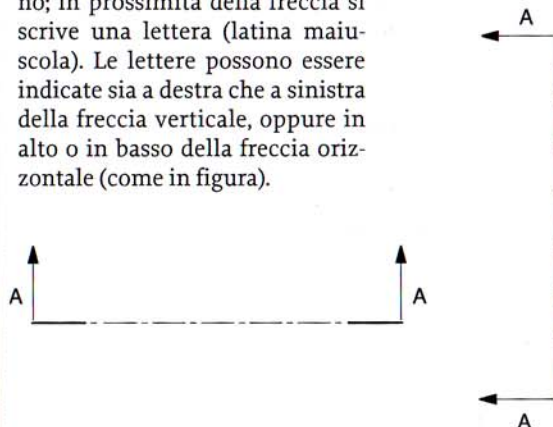 no; in prossimità della freccia si
scrive una lettera (latina maiu-
scola). Le lettere possono essere
indicate sia a destra che a sinistra
della freccia verticale, oppure in
alto o in basso della freccia oriz-
zontale (come in figura).
A
A
A
A